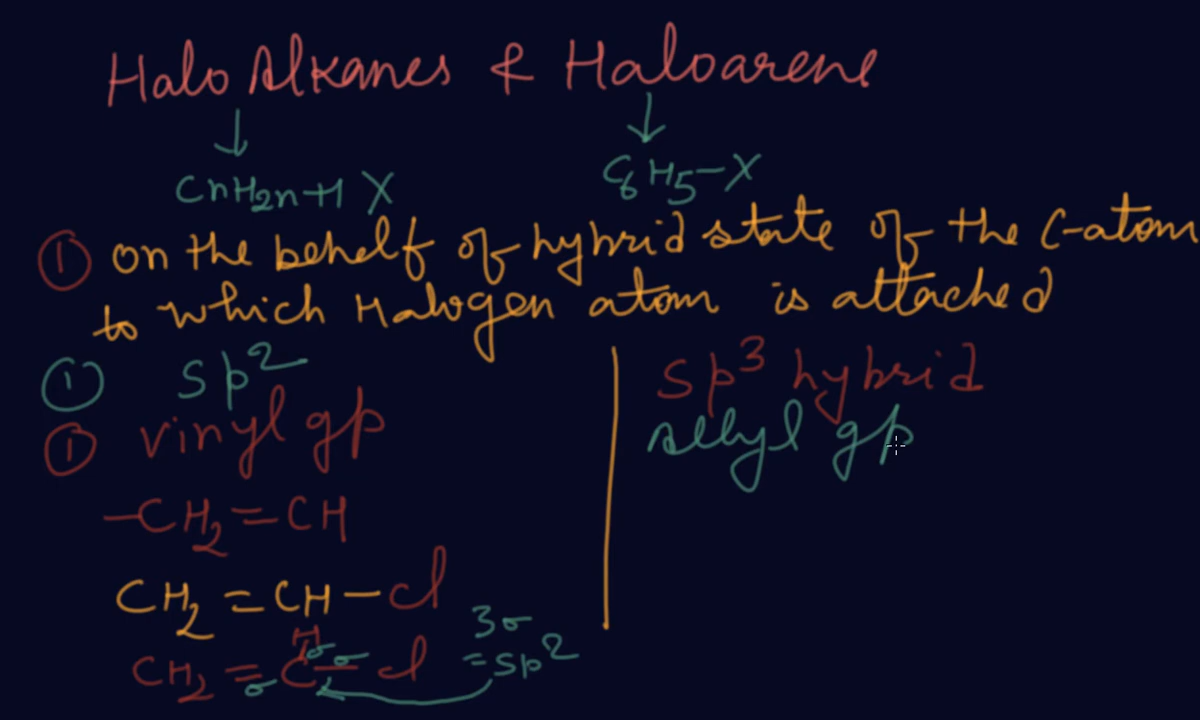 Halo Alkanes & Haloarene
CnH2n+1 X
C6H5-X
① on the behelf of hybrid state of the C-atom
to which Halogen atom is attached
① sp²
sp³ hybrid
① vinyl gp
allyl gp
-CH2=CH
CH2=CH-Cl
3σ
H
σ σ
CH2=C-Cl
=sp²
σ